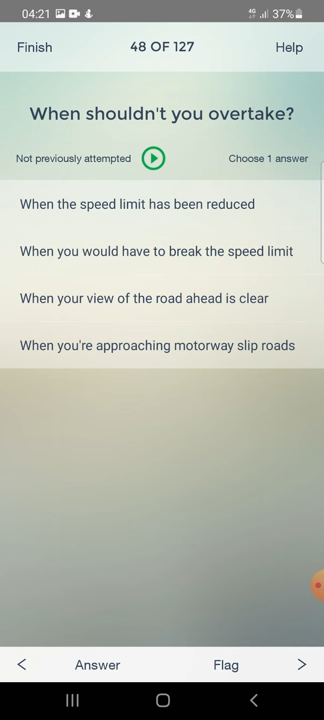 04:21 4G 37%
Finish 48 OF 127 Help
When shouldn't you overtake?
Not previously attempted Choose 1 answer
When the speed limit has been reduced
When you would have to break the speed limit
When your view of the road ahead is clear
When you're approaching motorway slip roads
< Answer Flag >